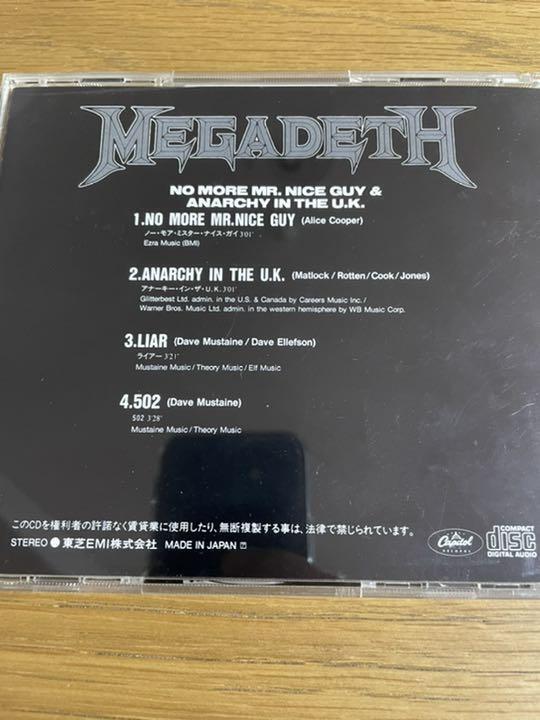 MEGADETH
NO MORE MR. NICE GUY &
ANARCHY IN THE U.K.
1.NO MORE MR.NICE GUY (Alice Cooper)
ノー・モア・ミスター・ナイス・ガイ 3'01"
Ezra Music (BMI)
2.ANARCHY IN THE U.K. (Matlock/Rotten/Cook/Jones)
アナーキー・イン・ザ・U.K. 3'01"
Glitterbest Ltd. admin. in the U.S. & Canada by Careers Music Inc./
Warner Bros. Music Ltd. admin. in the western hemisphere by WB Music Corp.
3.LIAR (Dave Mustaine/Dave Ellefson)
ライアー 3'21"
Mustaine Music/Theory Music/Elf Music
4.502 (Dave Mustaine)
502 3'28"
Mustaine Music/Theory Music
このCDを権利者の許諾なく賃貸業に使用したり、無断複製する事は、法律で禁じられています。
STEREO ● 東芝EMI株式会社 MADE IN JAPAN
Capitol
RECORDS
COMPACT
disc
DIGITAL AUDIO